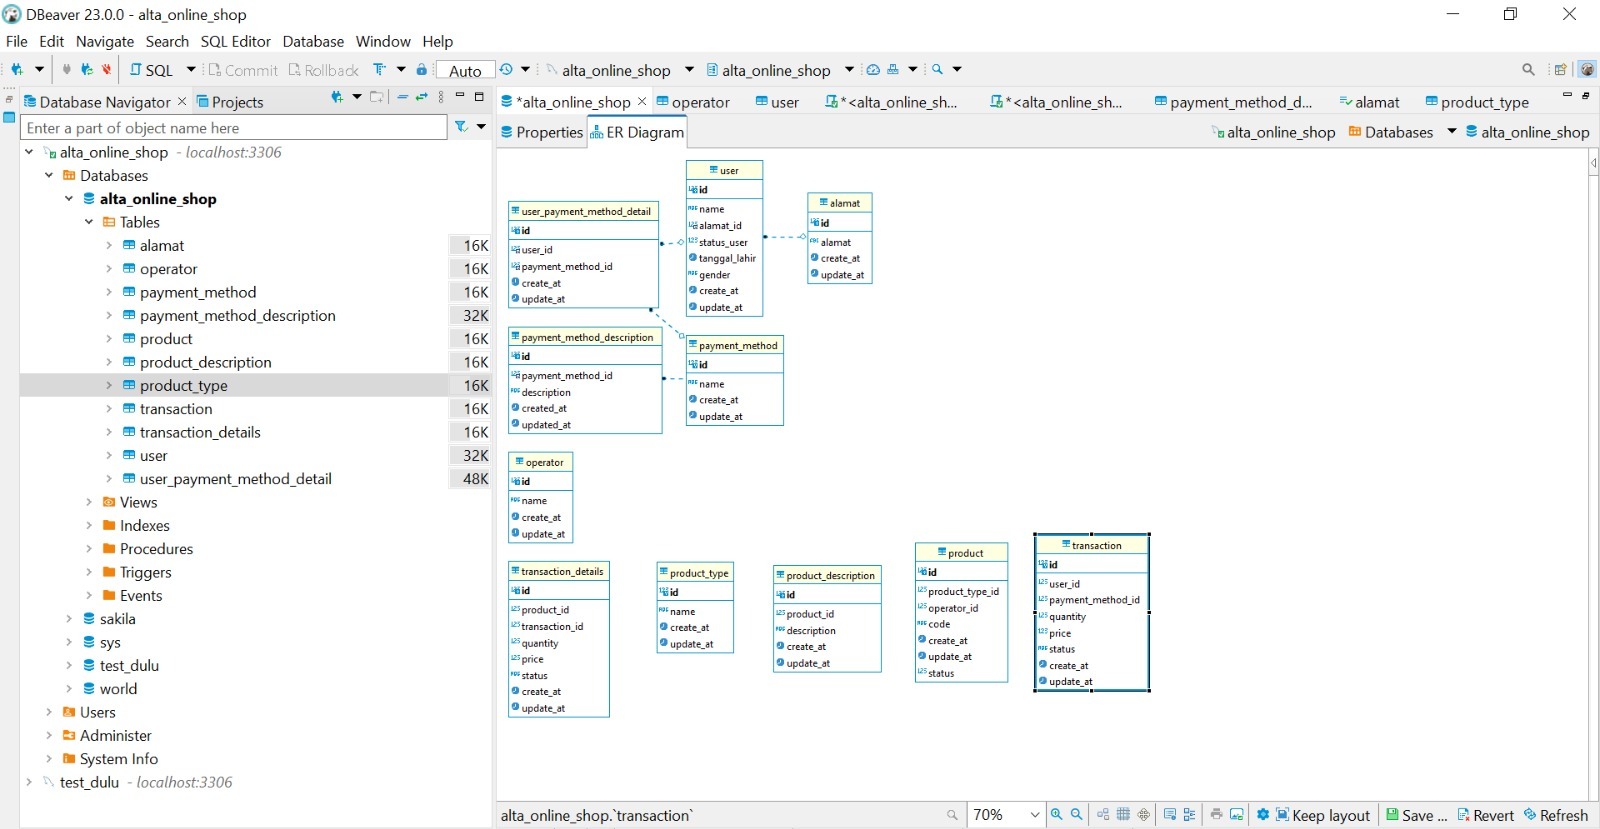 DBeaver 23.0.0 - alta_online_shop
File Edit Navigate Search SQL Editor Database Window Help
SQL Commit Rollback Auto alta_online_shop alta_online_shop
Database Navigator Projects
*alta_online_shop operator user *<alta_online_sh... *<alta_online_sh... payment_method_d... alamat product_type
Enter a part of object name here
Properties ER Diagram alta_online_shop Databases alta_online_shop
alta_online_shop - localhost:3306
Databases
alta_online_shop
Tables
alamat 16K
operator 16K
payment_method 16K
payment_method_description 32K
product 16K
product_description 16K
product_type 16K
transaction 16K
transaction_details 16K
user 32K
user_payment_method_detail 48K
Views
Indexes
Procedures
Triggers
Events
sakila
sys
test_dulu
world
Users
Administer
System Info
test_dulu - localhost:3306
user_payment_method_detail
id
user_id
payment_method_id
create_at
update_at
user
id
name
alamat_id
status_user
tanggal_lahir
gender
create_at
update_at
alamat
id
alamat
create_at
update_at
payment_method_description
id
payment_method_id
description
created_at
updated_at
payment_method
id
name
create_at
update_at
operator
id
name
create_at
update_at
transaction_details
id
product_id
transaction_id
quantity
price
status
create_at
update_at
product_type
id
name
create_at
update_at
product_description
id
product_id
description
create_at
update_at
product
id
product_type_id
operator_id
code
create_at
update_at
status
transaction
id
user_id
payment_method_id
quantity
price
status
create_at
update_at
alta_online_shop.`transaction` 70% Keep layout Save ... Revert Refresh